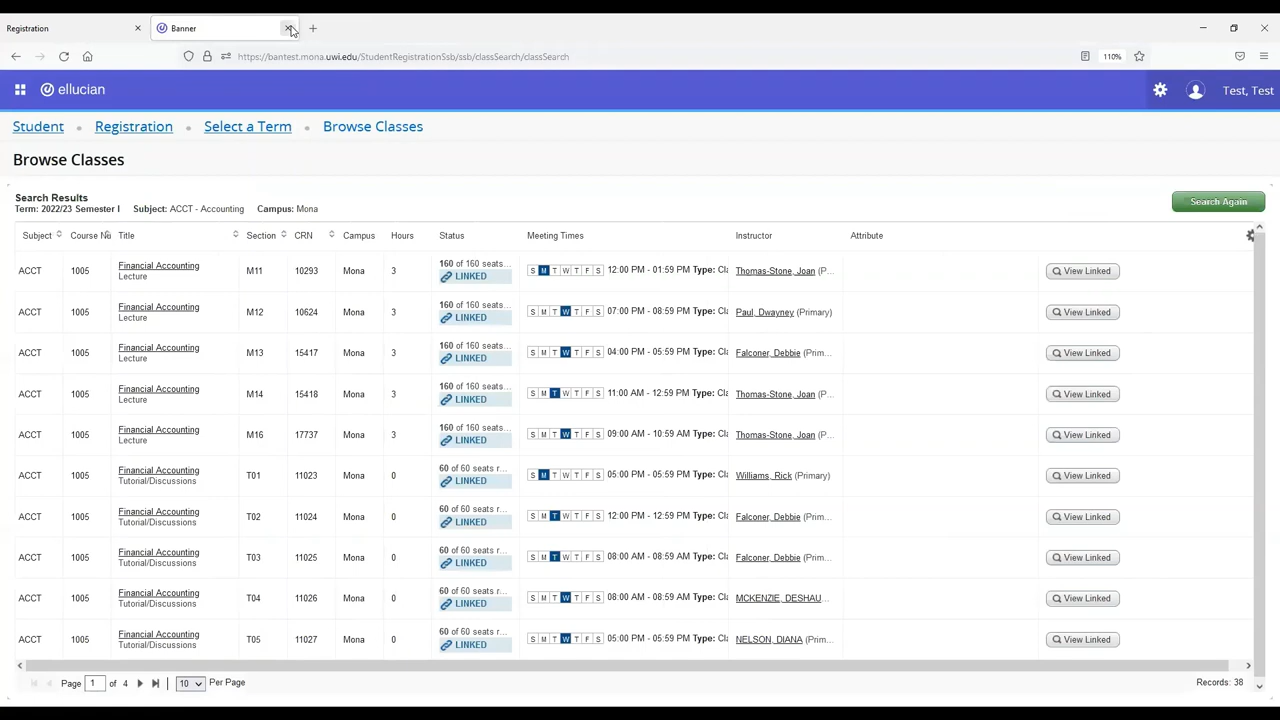 Registration
Banner
https://bantest.mona.uwi.edu/StudentRegistrationSsb/ssb/classSearch/classSearch
110%
ellucian
Test, Test
Student • Registration • Select a Term • Browse Classes
Browse Classes
Search Results
Term: 2022/23 Semester I Subject: ACCT - Accounting Campus: Mona
Search Again
Subject Course Nu Title Section CRN Campus Hours Status Meeting Times Instructor Attribute
ACCT 1005 Financial Accounting M11 10293 Mona 3 160 of 160 seats... S M T W T F S 12:00 PM - 01:59 PM Type: Cla Thomas-Stone, Joan (P... View Linked
Lecture LINKED
ACCT 1005 Financial Accounting M12 10624 Mona 3 160 of 160 seats... S M T W T F S 07:00 PM - 08:59 PM Type: Cla Paul, Dwayney (Primary) View Linked
Lecture LINKED
ACCT 1005 Financial Accounting M13 15417 Mona 3 160 of 160 seats... S M T W T F S 04:00 PM - 05:59 PM Type: Cla Falconer, Debbie (Prim... View Linked
Lecture LINKED
ACCT 1005 Financial Accounting M14 15418 Mona 3 160 of 160 seats... S M T W T F S 11:00 AM - 12:59 PM Type: Cla Thomas-Stone, Joan (P... View Linked
Lecture LINKED
ACCT 1005 Financial Accounting M16 17737 Mona 3 160 of 160 seats... S M T W T F S 09:00 AM - 10:59 AM Type: Cla Thomas-Stone, Joan (P... View Linked
Lecture LINKED
ACCT 1005 Financial Accounting T01 11023 Mona 0 60 of 60 seats r... S M T W T F S 05:00 PM - 05:59 PM Type: Cla Williams, Rick (Primary) View Linked
Tutorial/Discussions LINKED
ACCT 1005 Financial Accounting T02 11024 Mona 0 60 of 60 seats r... S M T W T F S 12:00 PM - 12:59 PM Type: Cla Falconer, Debbie (Prim... View Linked
Tutorial/Discussions LINKED
ACCT 1005 Financial Accounting T03 11025 Mona 0 60 of 60 seats r... S M T W T F S 08:00 AM - 08:59 AM Type: Cla Falconer, Debbie (Prim... View Linked
Tutorial/Discussions LINKED
ACCT 1005 Financial Accounting T04 11026 Mona 0 60 of 60 seats r... S M T W T F S 08:00 AM - 08:59 AM Type: Cla MCKENZIE, DESHAU... View Linked
Tutorial/Discussions LINKED
ACCT 1005 Financial Accounting T05 11027 Mona 0 60 of 60 seats r... S M T W T F S 05:00 PM - 05:59 PM Type: Cla NELSON, DIANA (Prim... View Linked
Tutorial/Discussions LINKED
Page 1 of 4 | 10 Per Page Records: 38